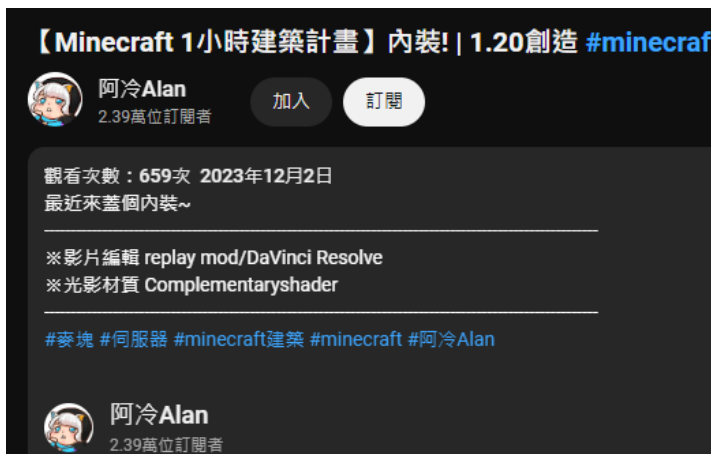 【Minecraft 1小時建築計畫】內裝! | 1.20創造 #minecraf
阿冷Alan
2.39萬位訂閱者
加入
訂閱
觀看次數：659次 2023年12月2日
最近來蓋個內裝~
※影片編輯 replay mod/DaVinci Resolve
※光影材質 Complementaryshader
#麥塊 #伺服器 #minecraft建築 #minecraft #阿冷Alan
阿冷Alan
2.39萬位訂閱者